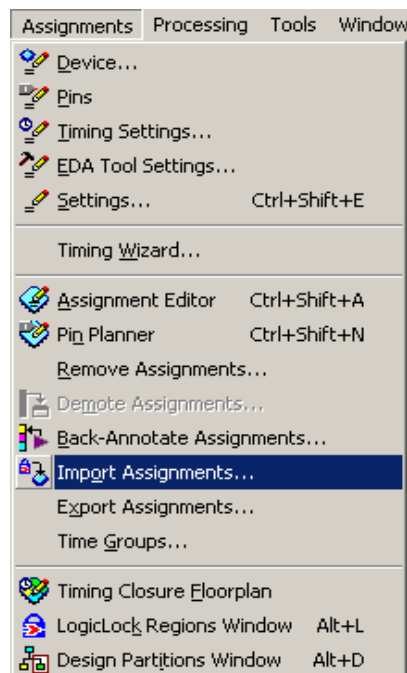 Assignments Processing Tools Window
Device...
Pins
Timing Settings...
EDA Tool Settings...
Settings... Ctrl+Shift+E
Timing Wizard...
Assignment Editor Ctrl+Shift+A
Pin Planner Ctrl+Shift+N
Remove Assignments...
Demote Assignments...
Back-Annotate Assignments...
Import Assignments...
Export Assignments...
Time Groups...
Timing Closure Floorplan
LogicLock Regions Window Alt+L
Design Partitions Window Alt+D